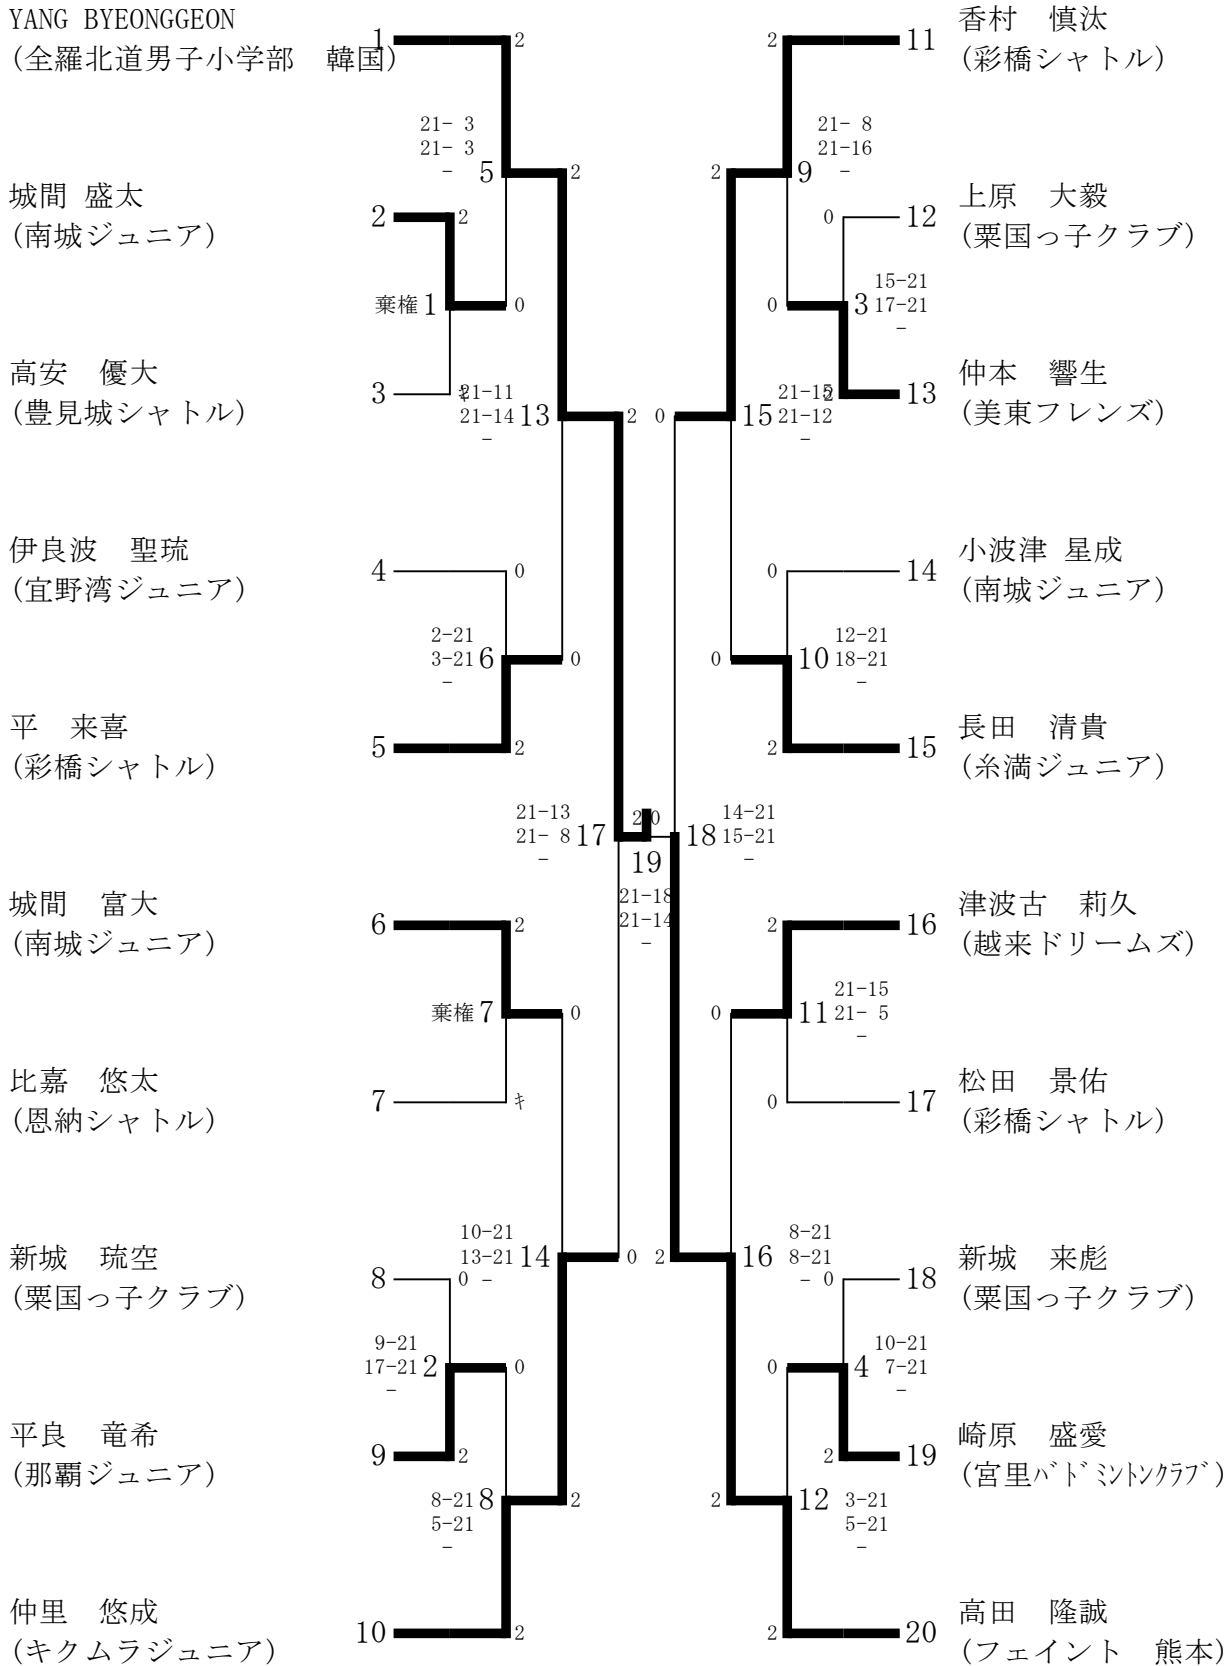 YANG BYEONGGEON
(全羅北道男子小学部　韓国)
1
2
21- 3
21- 3
-
5
2
城間 盛太
(南城ジュニア)
2
2
棄権 1
0
高安　優大
(豊見城シャトル)
3
ｷ
21-11
21-14 13
-
2
伊良波　聖琉
(宜野湾ジュニア)
4
0
2-21
3-21 6
-
0
平　来喜
(彩橋シャトル)
5
2
21-13
21- 8 17
-
2 0
19
21-18
21-14
-
城間　富大
(南城ジュニア)
6
2
棄権 7
0
比嘉　悠太
(恩納シャトル)
7
ｷ
新城　琉空
(粟国っ子クラブ)
8
0
10-21
13-21 14
-
0
9-21
17-21 2
-
0
平良　竜希
(那覇ジュニア)
9
2
8-21 8
5-21
-
2
仲里　悠成
(キクムラジュニア)
10
2
2
11
香村　慎汰
(彩橋シャトル)
2
9
21- 8
21-16
-
0
12
上原　大毅
(粟国っ子クラブ)
0
3
15-21
17-21
-
2
13
仲本　響生
(美東フレンズ)
0
15
21-15
21-12
-
0
14
小波津 星成
(南城ジュニア)
0
10
12-21
18-21
-
2
15
長田　清貴
(糸満ジュニア)
18
14-21
15-21
-
2
16
津波古　莉久
(越来ドリームズ)
0
11
21-15
21- 5
-
0
17
松田　景佑
(彩橋シャトル)
2
16
8-21
8-21
-
0
18
新城　来彪
(粟国っ子クラブ)
0
4
10-21
7-21
-
2
19
崎原　盛愛
(宮里ﾊﾞﾄﾞﾐﾝﾄﾝｸﾗﾌﾞ)
2
12
3-21
5-21
-
2
20
高田　隆誠
(フェイント　熊本)